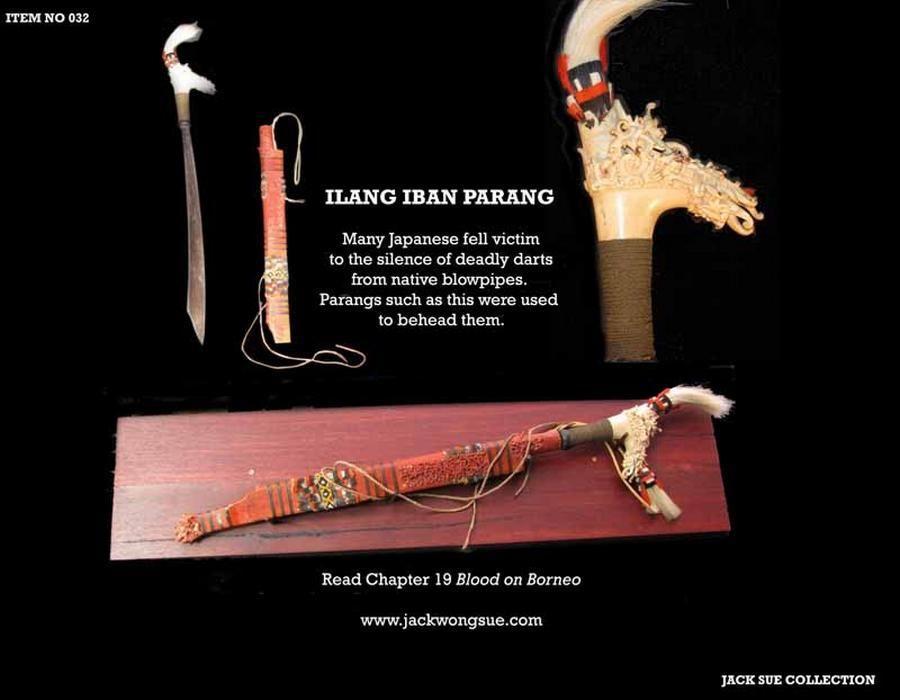 ITEM NO 032
ILANG IBAN PARANG
Many Japanese fell victim
to the silence of deadly darts
from native blowpipes.
Parangs such as this were used
to behead them.
Read Chapter 19 Blood on Borneo
www.jackwongsue.com
JACK SUE COLLECTION